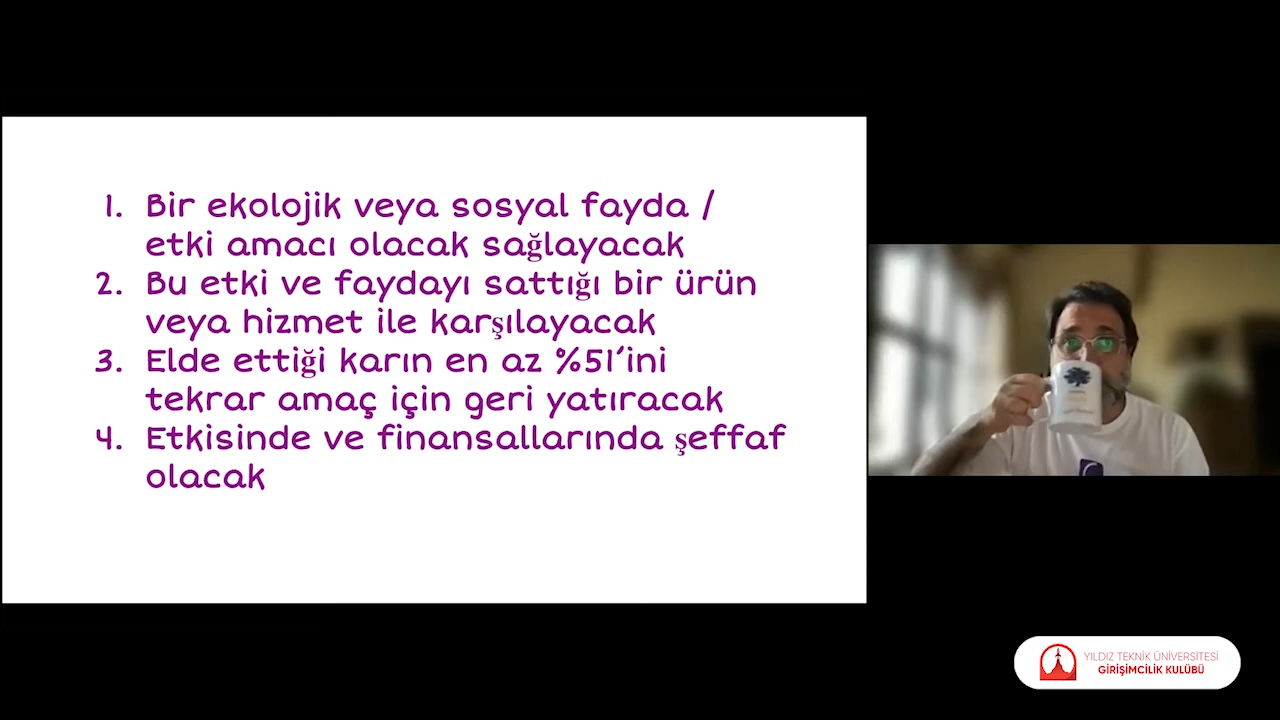 1. Bir ekolojik veya sosyal fayda /
etki amacı olacak sağlayacak
2. Bu etki ve faydayı sattığı bir ürün
veya hizmet ile karşılayacak
3. Elde ettiği karın en az %51'ini
tekrar amaç için geri yatıracak
4. Etkisinde ve finansallarında şeffaf
olacak
YILDIZ TEKNİK ÜNİVERSİTESİ
GİRİŞİMCİLİK KULÜBÜ